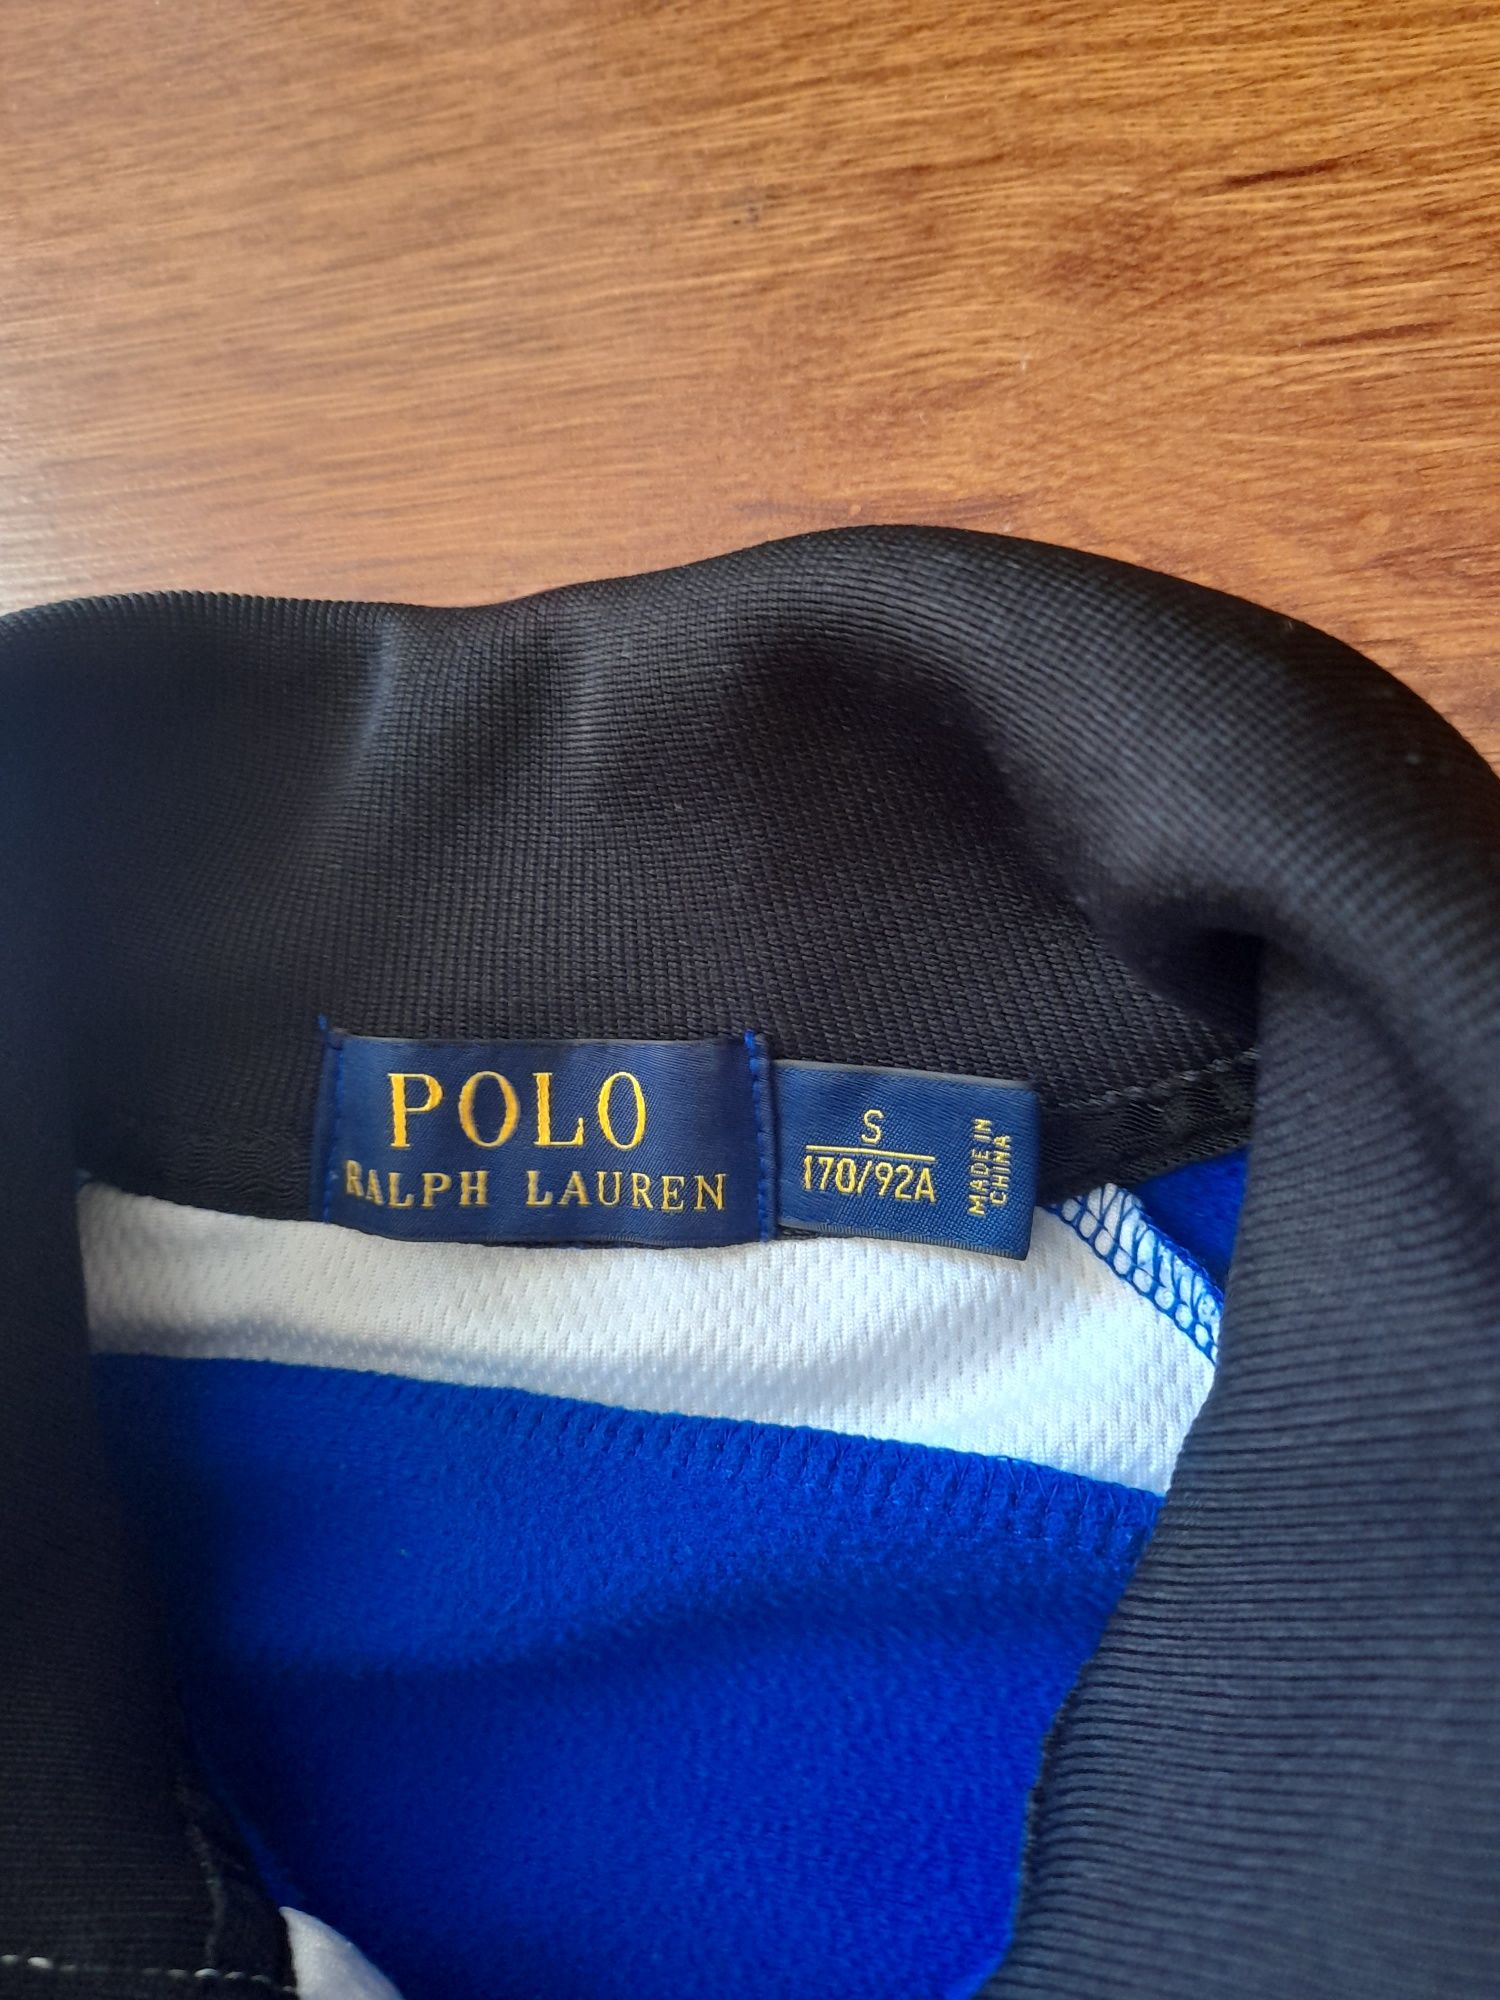 POLO
RALPH LAUREN
S
170/92A
MADE IN
CHINA